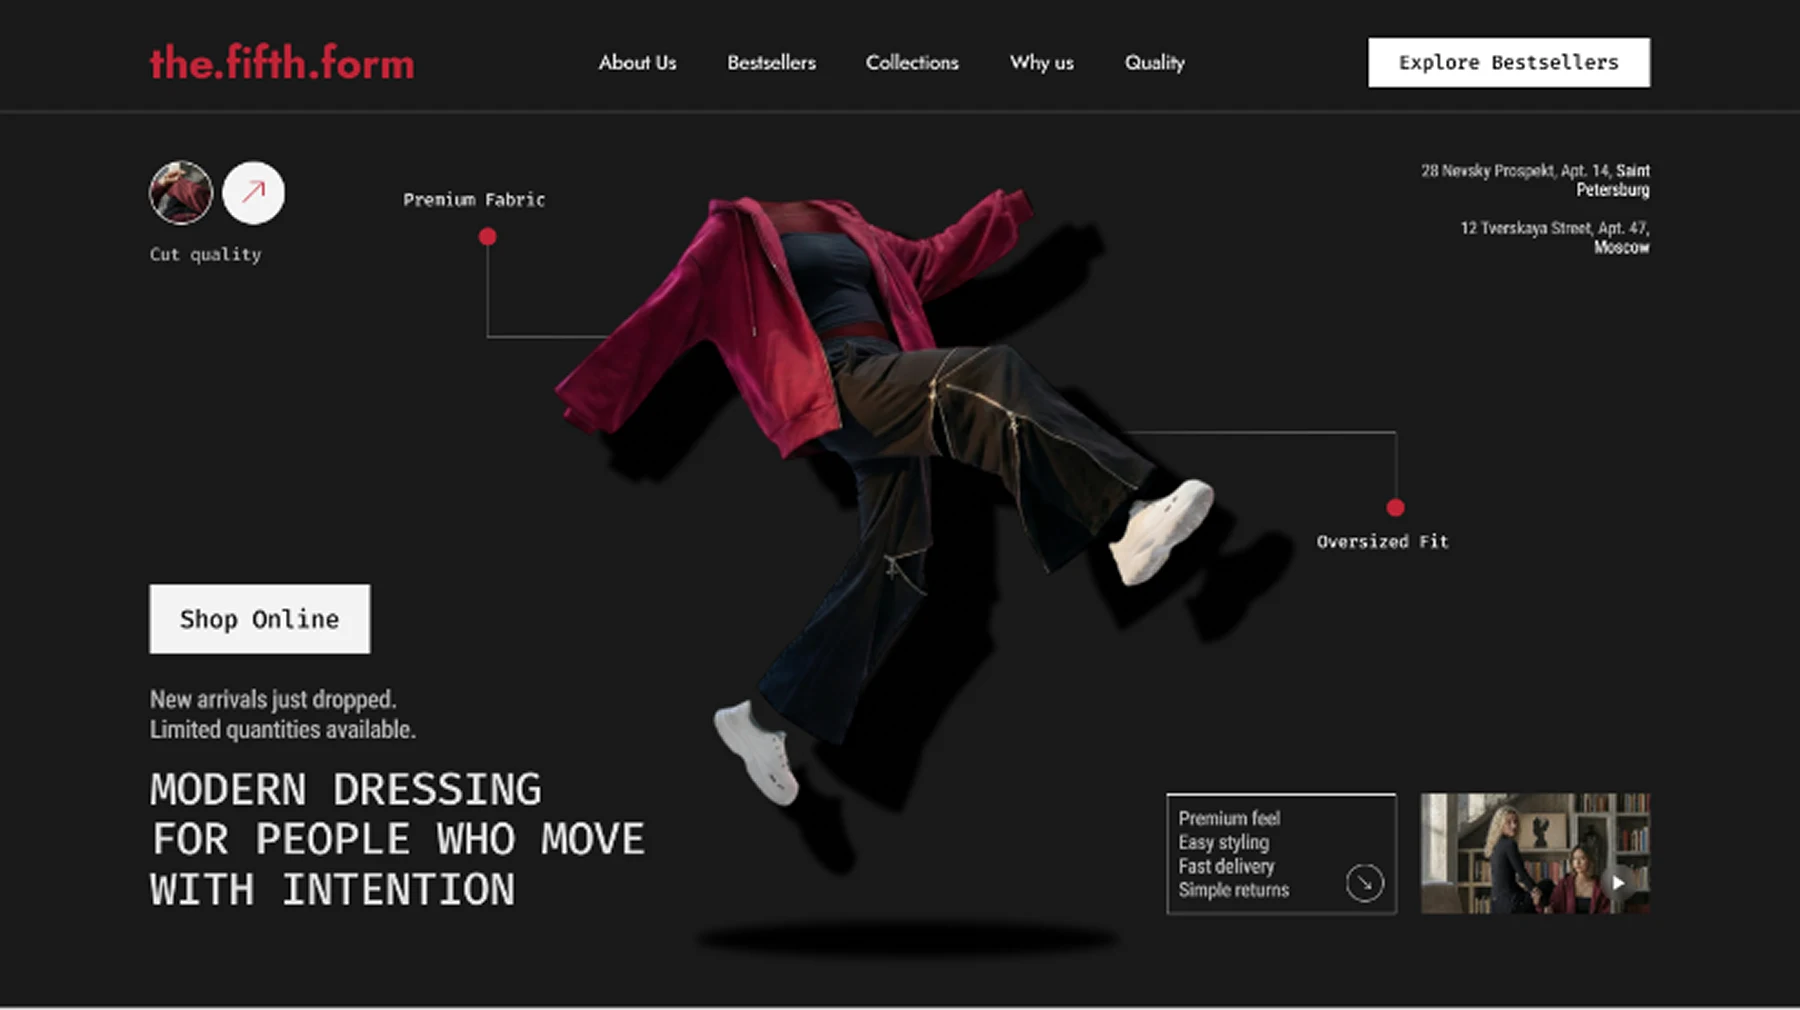 the.fifth.form
About Us
Bestsellers
Collections
Why us
Quality
Explore Bestsellers
Cut quality
Premium Fabric
28 Nevsky Prospekt, Apt. 14, Saint
Petersburg
12 Tverskaya Street, Apt. 47,
Moscow
Oversized Fit
Shop Online
New arrivals just dropped.
Limited quantities available.
MODERN DRESSING
FOR PEOPLE WHO MOVE
WITH INTENTION
Premium feel
Easy styling
Fast delivery
Simple returns